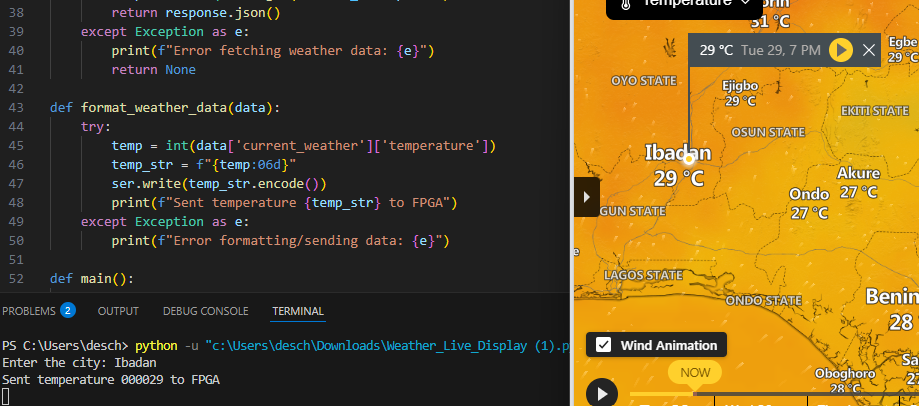 38 return response.json()
39 except Exception as e:
40 print(f"Error fetching weather data: {e}")
41 return None
42
43 def format_weather_data(data):
44 try:
45 temp = int(data['current_weather']['temperature'])
46 temp_str = f"{temp:06d}"
47 ser.write(temp_str.encode())
48 print(f"Sent temperature {temp_str} to FPGA")
49 except Exception as e:
50 print(f"Error formatting/sending data: {e}")
51
52 def main():
PROBLEMS 2 OUTPUT DEBUG CONSOLE TERMINAL
PS C:\Users\desch> python -u "c:\Users\desch\Downloads\Weather_Live_Display (1).p
Enter the city: Ibadan
Sent temperature 000029 to FPGA
Temperature
orin
31 °C
29 °C Tue 29, 7 PM
Egbe
29 °C
OYO STATE
Ejigbo
29 °C
EKITI STATE
OSUN STATE
Ibadan
29 °C
Akure
27 °C
Ondo
27 °C
GUN STATE
LAGOS STATE
ONDO STATE
Benin
28
Wind Animation
NOW
Sa
27
Oboghoro
28 °C